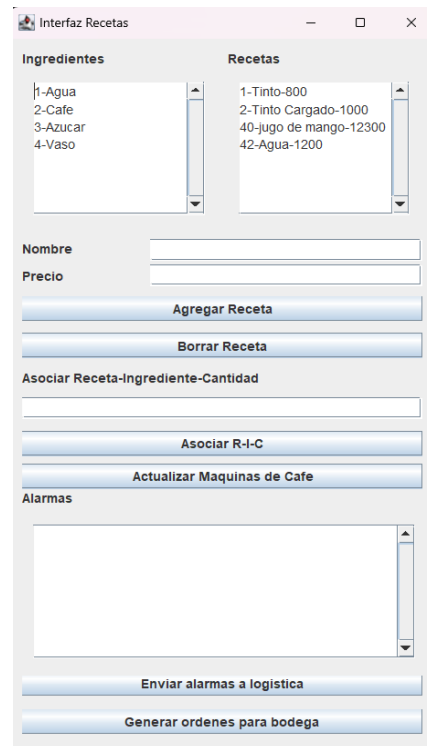 Interfaz Recetas
Ingredientes
Recetas
1-Agua
2-Cafe
3-Azucar
4-Vaso
1-Tinto-800
2-Tinto Cargado-1000
40-jugo de mango-12300
42-Agua-1200
Nombre
Precio
Agregar Receta
Borrar Receta
Asociar Receta-Ingrediente-Cantidad
Asociar R-I-C
Actualizar Maquinas de Cafe
Alarmas
Enviar alarmas a logistica
Generar ordenes para bodega